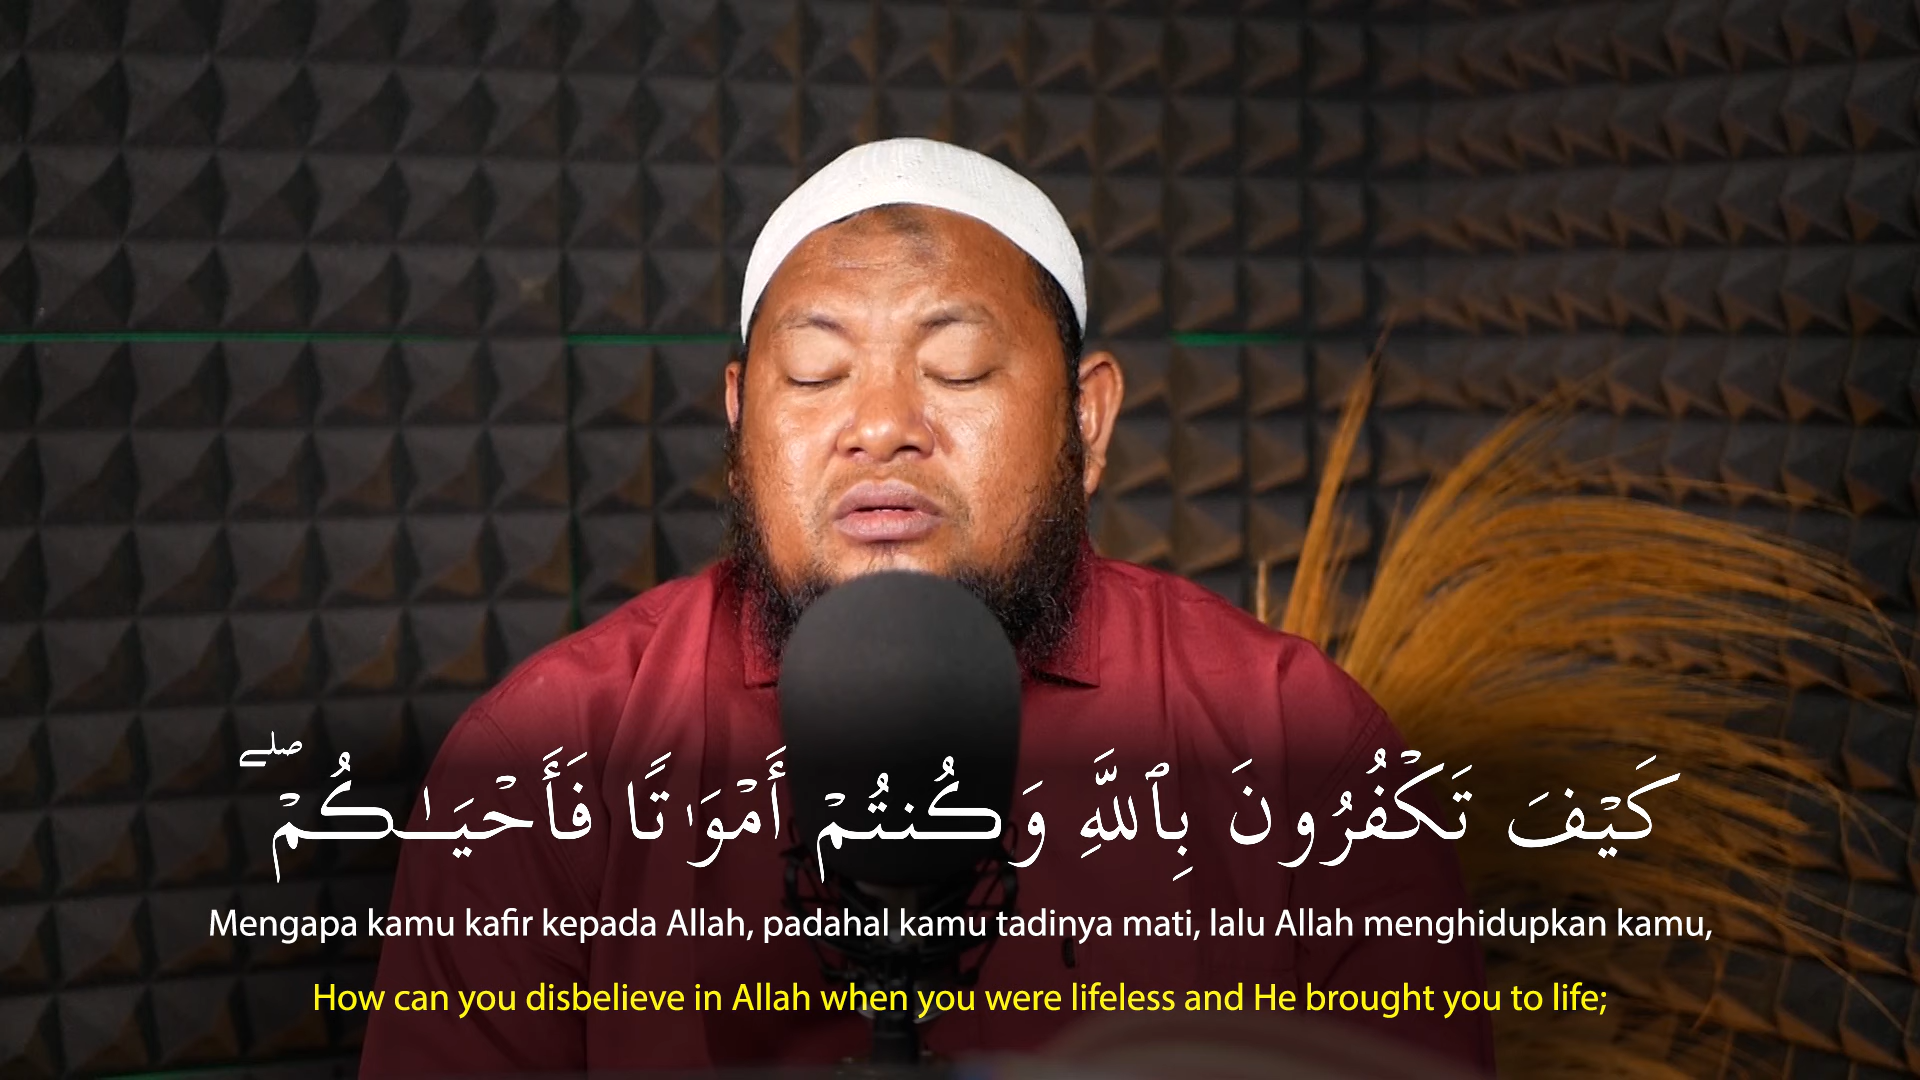 كَيْفَ تَكْفُرُونَ بِٱللَّهِ وَكُنتُمْ أَمْوَٰتًا فَأَحْيَـٰكُمْ ۖ
Mengapa kamu kafir kepada Allah, padahal kamu tadinya mati, lalu Allah menghidupkan kamu,
How can you disbelieve in Allah when you were lifeless and He brought you to life;